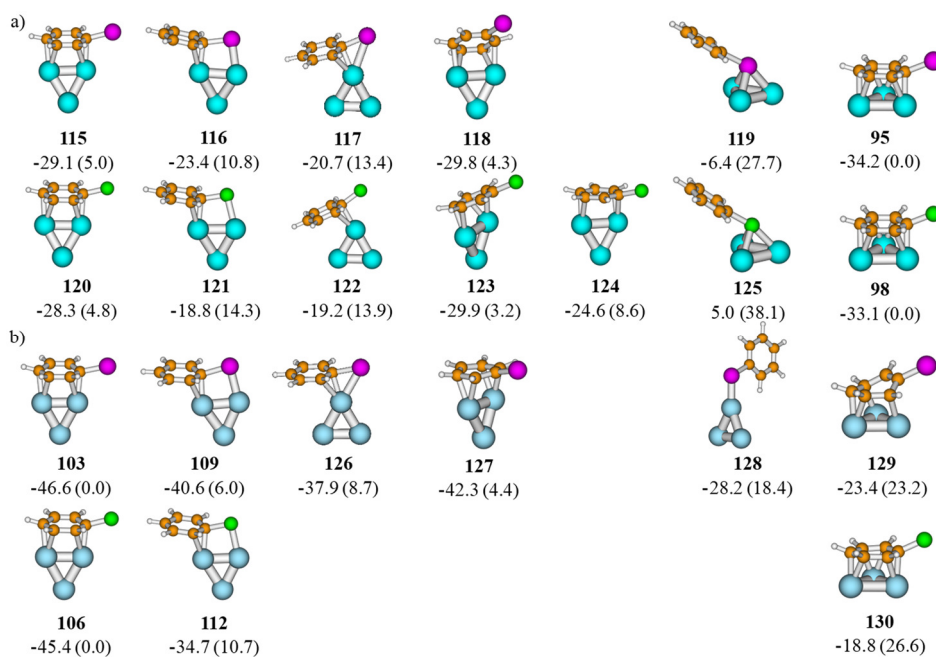 a)
115 116 117 118 119 95
-29.1 (5.0) -23.4 (10.8) -20.7 (13.4) -29.8 (4.3) -6.4 (27.7) -34.2 (0.0)
120 121 122 123 124 125 98
-28.3 (4.8) -18.8 (14.3) -19.2 (13.9) -29.9 (3.2) -24.6 (8.6) 5.0 (38.1) -33.1 (0.0)
b)
103 109 126 127 128 129
-46.6 (0.0) -40.6 (6.0) -37.9 (8.7) -42.3 (4.4) -28.2 (18.4) -23.4 (23.2)
106 112 130
-45.4 (0.0) -34.7 (10.7) -18.8 (26.6)